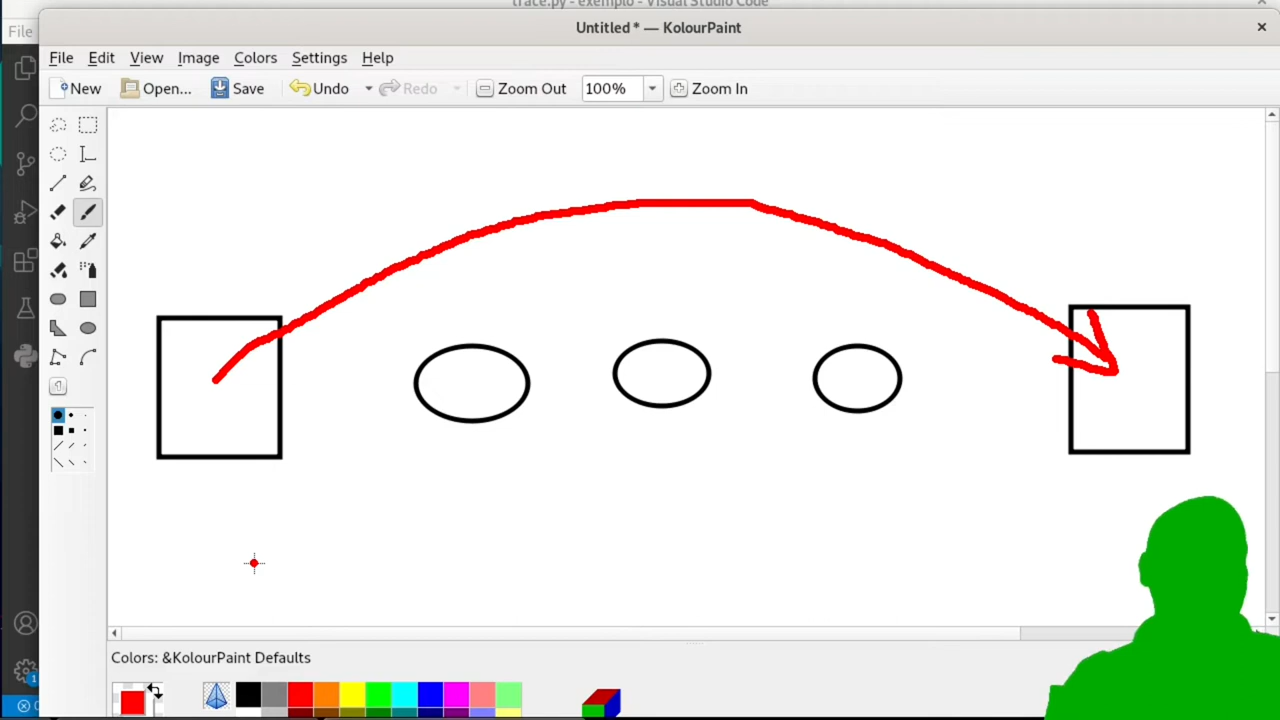 trace.py - exemplo - Visual Studio Code
File
Untitled * — KolourPaint
File Edit View Image Colors Settings Help
New Open... Save Undo Redo Zoom Out 100% Zoom In
Colors: &KolourPaint Defaults
1